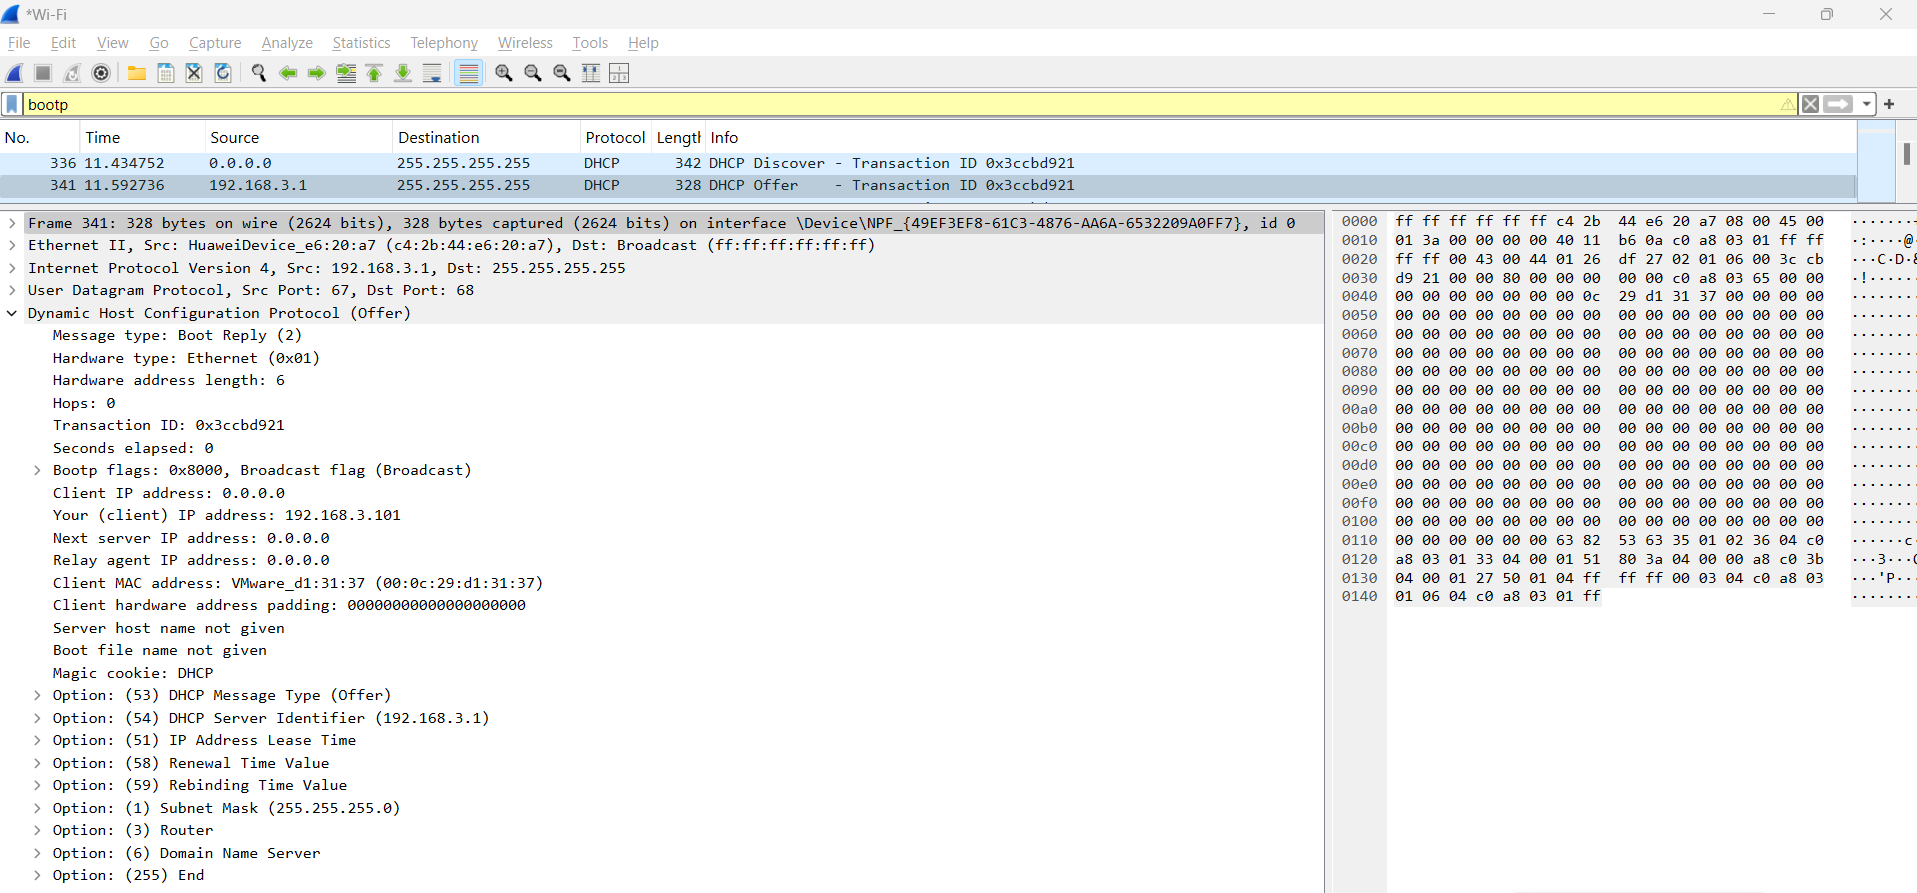 *Wi-Fi
File Edit View Go Capture Analyze Statistics Telephony Wireless Tools Help
bootp
No. Time Source Destination Protocol Length Info
336 11.434752 0.0.0.0 255.255.255.255 DHCP 342 DHCP Discover - Transaction ID 0x3ccbd921
341 11.592736 192.168.3.1 255.255.255.255 DHCP 328 DHCP Offer - Transaction ID 0x3ccbd921
Frame 341: 328 bytes on wire (2624 bits), 328 bytes captured (2624 bits) on interface \Device\NPF_{49EF3EF8-61C3-4876-AA6A-6532209A0FF7}, id 0
Ethernet II, Src: HuaweiDevice_e6:20:a7 (c4:2b:44:e6:20:a7), Dst: Broadcast (ff:ff:ff:ff:ff:ff)
Internet Protocol Version 4, Src: 192.168.3.1, Dst: 255.255.255.255
User Datagram Protocol, Src Port: 67, Dst Port: 68
Dynamic Host Configuration Protocol (Offer)
Message type: Boot Reply (2)
Hardware type: Ethernet (0x01)
Hardware address length: 6
Hops: 0
Transaction ID: 0x3ccbd921
Seconds elapsed: 0
Bootp flags: 0x8000, Broadcast flag (Broadcast)
Client IP address: 0.0.0.0
Your (client) IP address: 192.168.3.101
Next server IP address: 0.0.0.0
Relay agent IP address: 0.0.0.0
Client MAC address: VMware_d1:31:37 (00:0c:29:d1:31:37)
Client hardware address padding: 00000000000000000000
Server host name not given
Boot file name not given
Magic cookie: DHCP
Option: (53) DHCP Message Type (Offer)
Option: (54) DHCP Server Identifier (192.168.3.1)
Option: (51) IP Address Lease Time
Option: (58) Renewal Time Value
Option: (59) Rebinding Time Value
Option: (1) Subnet Mask (255.255.255.0)
Option: (3) Router
Option: (6) Domain Name Server
Option: (255) End
0000 ff ff ff ff ff ff c4 2b 44 e6 20 a7 08 00 45 00 ·······+
0010 01 3a 00 00 00 00 40 11 b6 0a c0 a8 03 01 ff ff ·:····@·
0020 ff ff 00 43 00 44 01 26 df 27 02 01 06 00 3c cb ···C·D·&
0030 d9 21 00 00 80 00 00 00 00 00 c0 a8 03 65 00 00 ·!······
0040 00 00 00 00 00 00 00 0c 29 d1 31 37 00 00 00 00 ········
0050 00 00 00 00 00 00 00 00 00 00 00 00 00 00 00 00 ········
0060 00 00 00 00 00 00 00 00 00 00 00 00 00 00 00 00 ········
0070 00 00 00 00 00 00 00 00 00 00 00 00 00 00 00 00 ········
0080 00 00 00 00 00 00 00 00 00 00 00 00 00 00 00 00 ········
0090 00 00 00 00 00 00 00 00 00 00 00 00 00 00 00 00 ········
00a0 00 00 00 00 00 00 00 00 00 00 00 00 00 00 00 00 ········
00b0 00 00 00 00 00 00 00 00 00 00 00 00 00 00 00 00 ········
00c0 00 00 00 00 00 00 00 00 00 00 00 00 00 00 00 00 ········
00d0 00 00 00 00 00 00 00 00 00 00 00 00 00 00 00 00 ········
00e0 00 00 00 00 00 00 00 00 00 00 00 00 00 00 00 00 ········
00f0 00 00 00 00 00 00 00 00 00 00 00 00 00 00 00 00 ········
0100 00 00 00 00 00 00 00 00 00 00 00 00 00 00 00 00 ········
0110 00 00 00 00 00 00 63 82 53 63 35 01 02 36 04 c0 ······c·
0120 a8 03 01 33 04 00 01 51 80 3a 04 00 00 a8 c0 3b ···3···Q
0130 04 00 01 27 50 01 04 ff ff ff 00 03 04 c0 a8 03 ···'P···
0140 01 06 04 c0 a8 03 01 ff ········